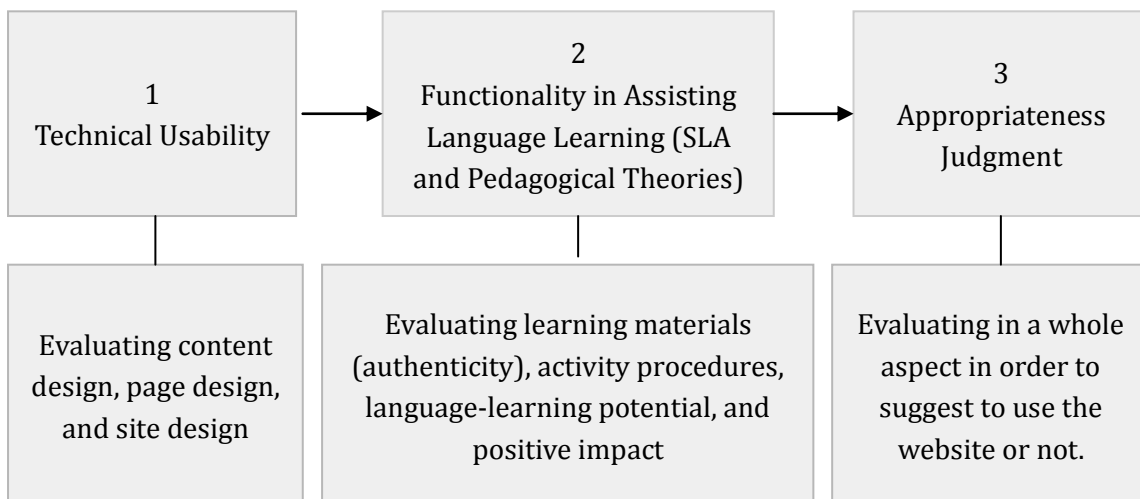 1
Technical Usability
2
Functionality in Assisting
Language Learning (SLA
and Pedagogical Theories)
3
Appropriateness
Judgment
Evaluating content
design, page design,
and site design
Evaluating learning materials
(authenticity), activity procedures,
language-learning potential, and
positive impact
Evaluating in a whole
aspect in order to
suggest to use the
website or not.